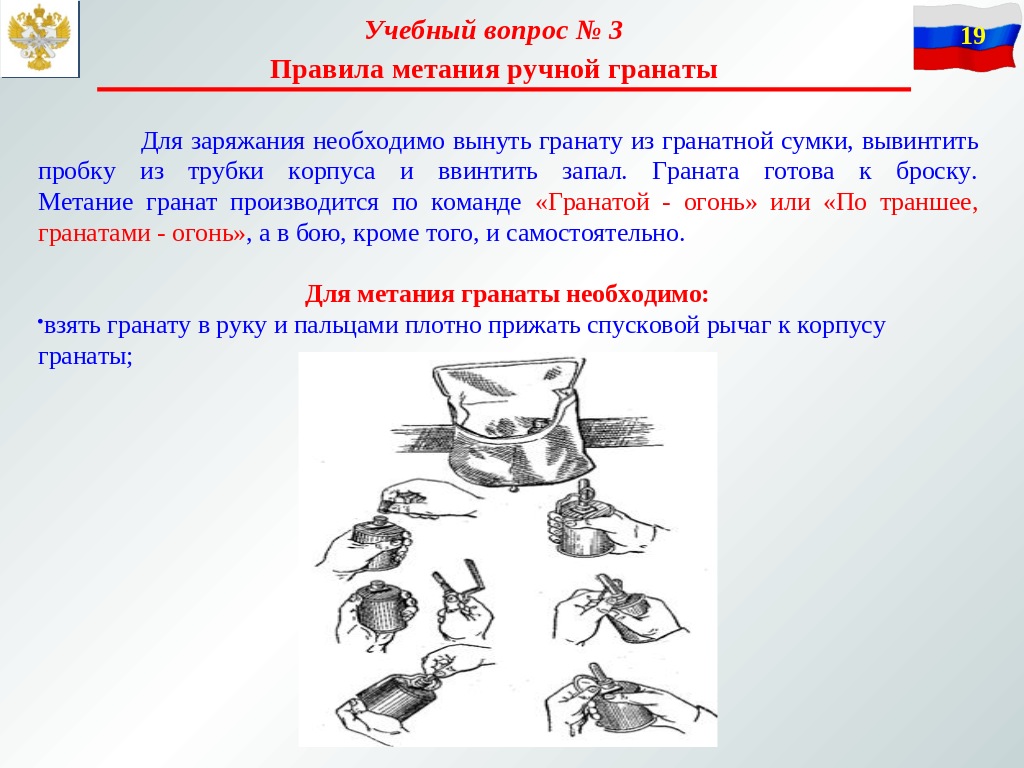 Учебный вопрос № 3
19
Правила метания ручной гранаты
Для заряжания необходимо вынуть гранату из гранатной сумки, вывинтить
пробку из трубки корпуса и ввинтить запал. Граната готова к броску.
Метание гранат производится по команде «Гранатой - огонь» или «По траншее,
гранатами - огонь», а в бою, кроме того, и самостоятельно.
Для метания гранаты необходимо:
•взять гранату в руку и пальцами плотно прижать спусковой рычаг к корпусу
гранаты;